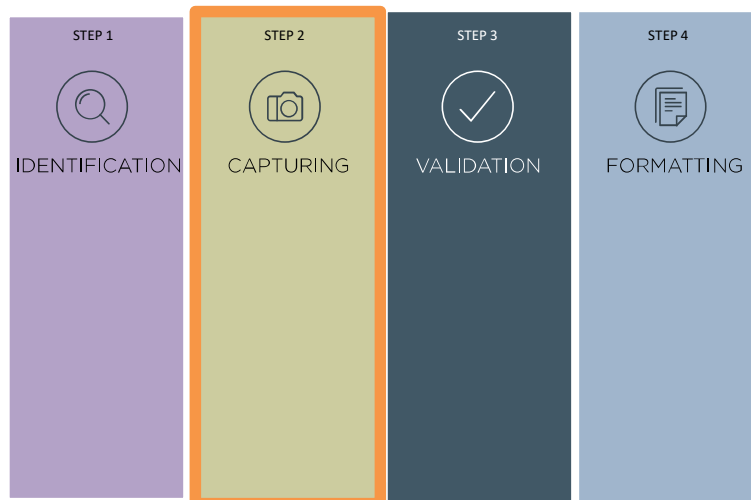 STEP 1
IDENTIFICATION
STEP 2
CAPTURING
STEP 3
VALIDATION
STEP 4
FORMATTING